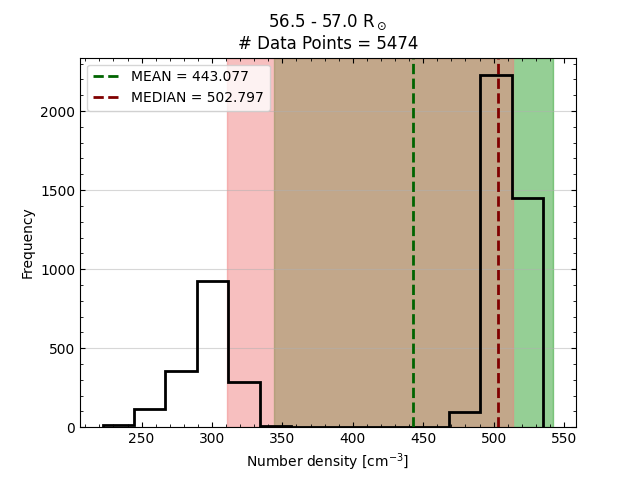 56.5 - 57.0 R⊙
# Data Points = 5474
MEAN = 443.077
MEDIAN = 502.797
2000
1500
1000
500
0
Frequency
250 300 350 400 450 500 550
Number density [cm⁻³]